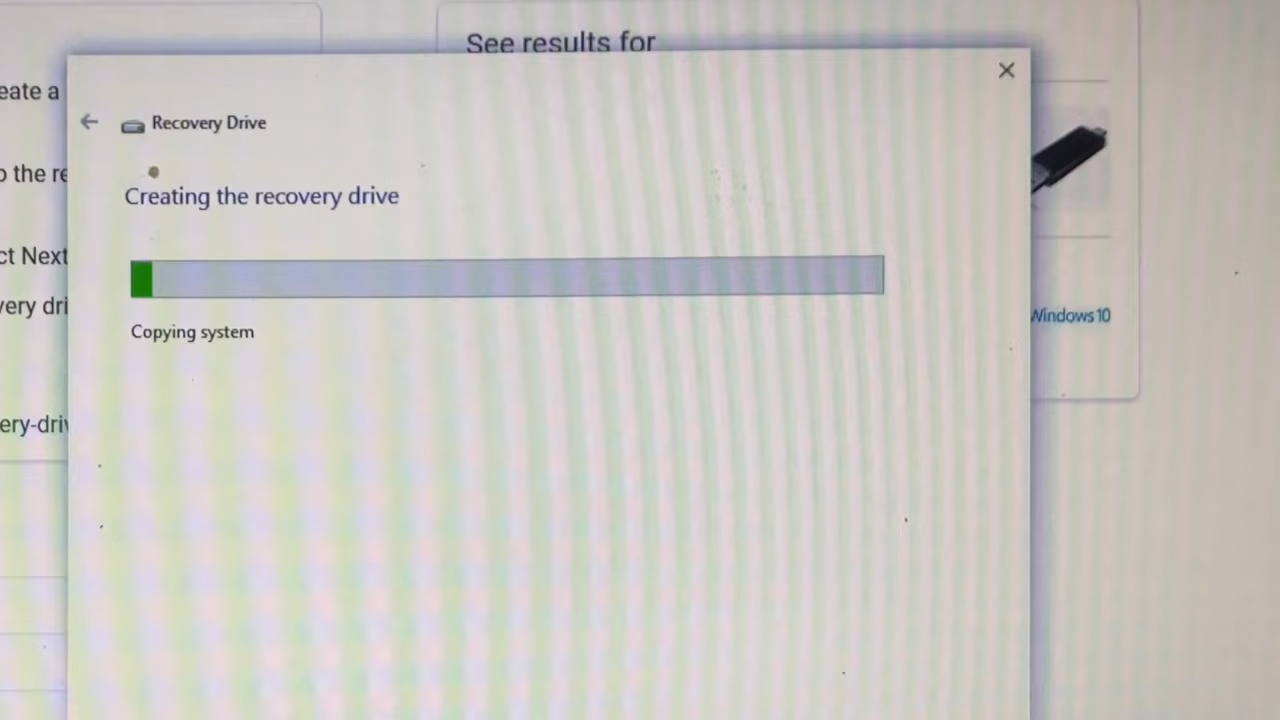 See results for
eate a
Recovery Drive
o the re
Creating the recovery drive
ct Next
very dri
Windows 10
Copying system
ery-driv